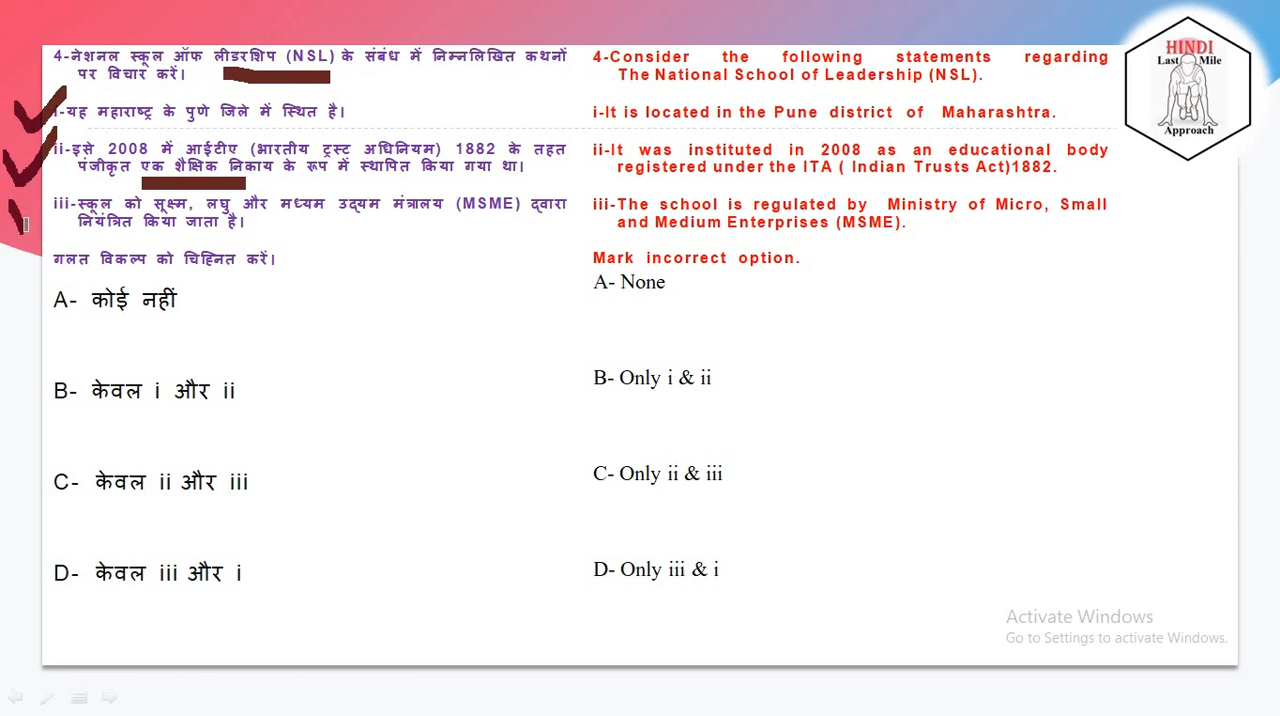 4-नेशनल स्कूल ऑफ लीडरशिप (NSL) के संबंध में निम्नलिखित कथनों
पर विचार करें।
i-यह महाराष्ट्र के पुणे जिले में स्थित है।
ii-इसे 2008 में आईटीए (भारतीय ट्रस्ट अधिनियम) 1882 के तहत
पंजीकृत एक शैक्षिक निकाय के रूप में स्थापित किया गया था।
iii-स्कूल को सूक्ष्म, लघु और मध्यम उद्यम मंत्रालय (MSME) द्वारा
नियंत्रित किया जाता है।
गलत विकल्प को चिह्नित करें।
A- कोई नहीं
B- केवल i और ii
C- केवल ii और iii
D- केवल iii और i
4-Consider the following statements regarding
The National School of Leadership (NSL).
i-It is located in the Pune district of Maharashtra.
ii-It was instituted in 2008 as an educational body
registered under the ITA ( Indian Trusts Act)1882.
iii-The school is regulated by Ministry of Micro, Small
and Medium Enterprises (MSME).
Mark incorrect option.
A- None
B- Only i & ii
C- Only ii & iii
D- Only iii & i
HINDI
Last Mile
Approach
Activate Windows
Go to Settings to activate Windows.